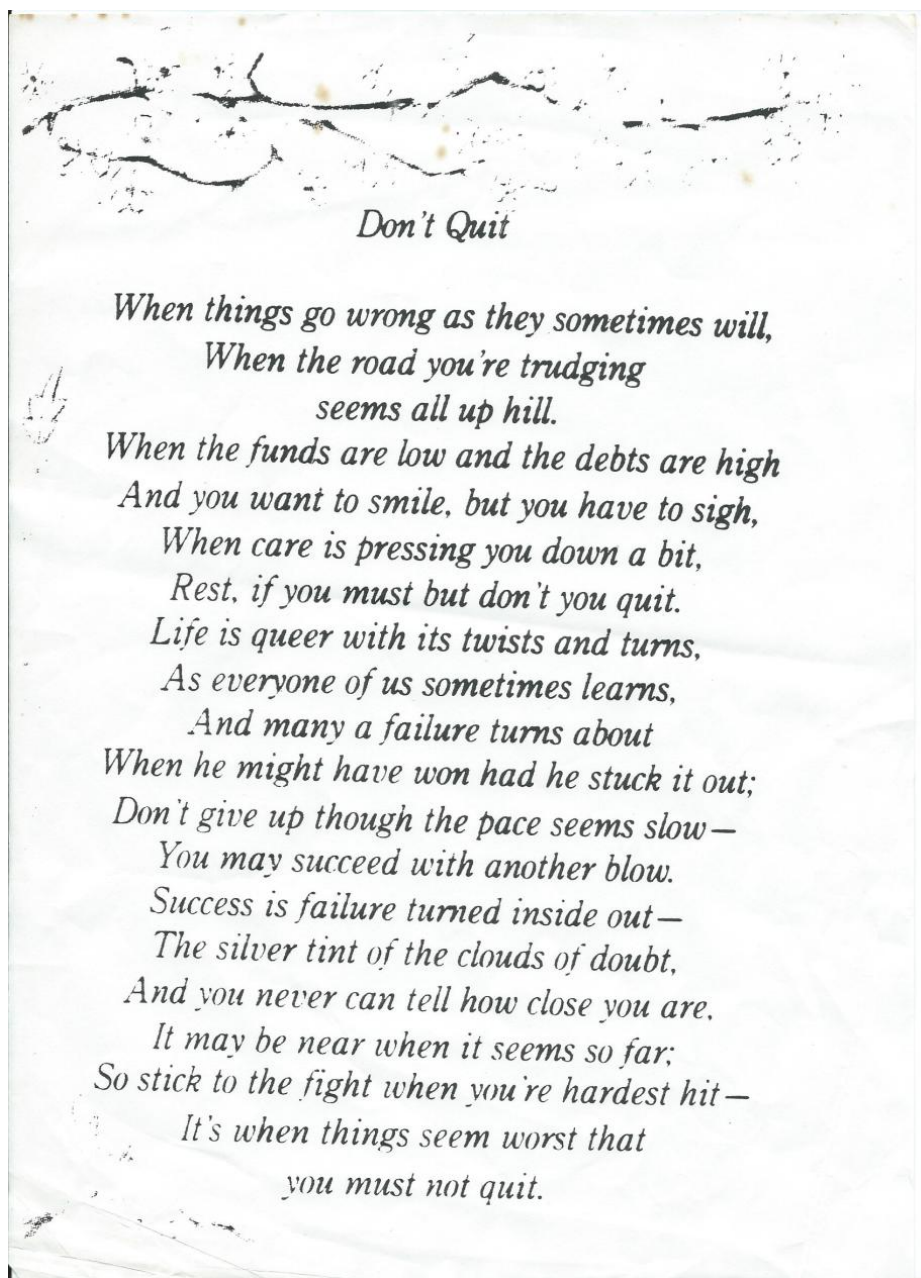 Don't Quit
When things go wrong as they sometimes will,
When the road you're trudging
seems all up hill.
When the funds are low and the debts are high
And you want to smile, but you have to sigh,
When care is pressing you down a bit,
Rest, if you must but don't you quit.
Life is queer with its twists and turns,
As everyone of us sometimes learns,
And many a failure turns about
When he might have won had he stuck it out;
Don't give up though the pace seems slow—
You may succeed with another blow.
Success is failure turned inside out—
The silver tint of the clouds of doubt,
And you never can tell how close you are.
It may be near when it seems so far;
So stick to the fight when you're hardest hit—
It's when things seem worst that
you must not quit.